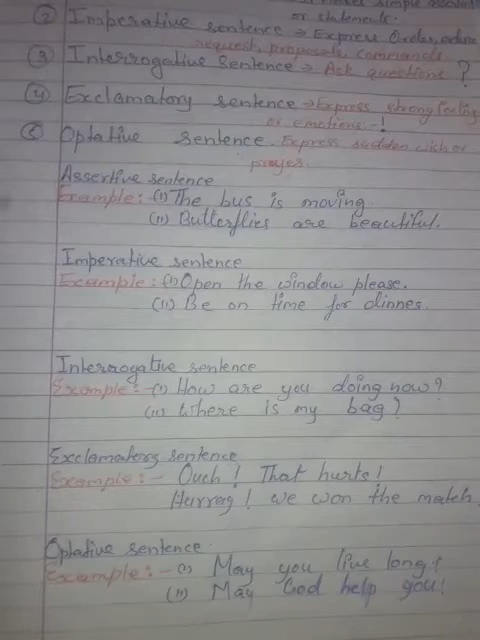 simple
② Imperative sentence → Express Order, advice
or statements.
request, proposals, commands
③ Interrogative sentence → Ask questions ?
④ Exclamatory sentence → Express strong feeling
or emotions - !
⑤ Optative sentence. Express sudden wish or
prayer.
Assertive sentence
Example: (i) The bus is moving.
(ii) Butterflies are beautiful.
Imperative sentence
Example: (i) Open the window please.
(ii) Be on time for dinner.
Interrogative sentence
Example:- (i) How are you doing now?
(ii) Where is my bag?
Exclamatory sentence
Example:- Ouch! That hurts!
Hurray! we won the match
Optative sentence.
Example:- (i) May you live long!
(ii) May God help you!